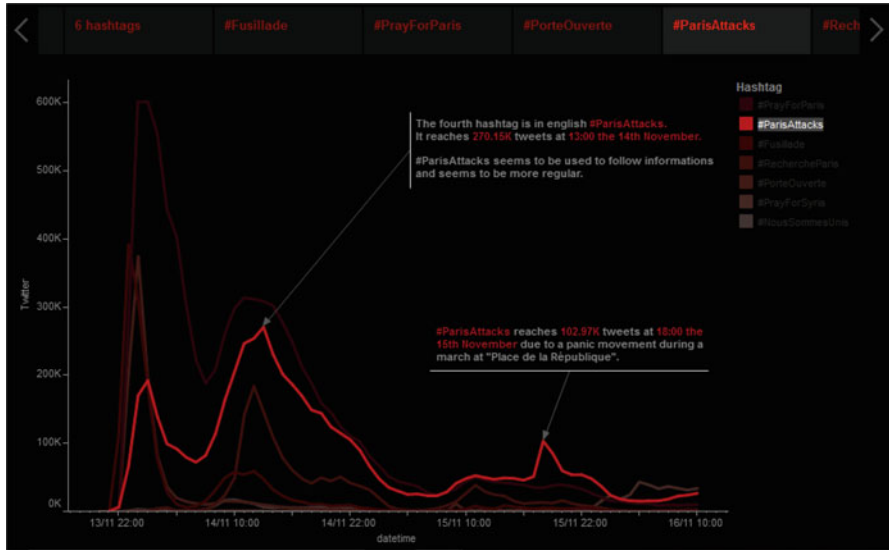 6 hashtags
#Fusillade
#PrayForParis
#PorteOuverte
#ParisAttacks
#Rech
Hashtag
#PrayForParis
#ParisAttacks
#Fusillade
#RechercheParis
#PorteOuverte
#PrayForSyria
#NousSommesUnis
The fourth hashtag is in english #ParisAttacks.
It reaches 270.15K tweets at 13:00 the 14th November.
#ParisAttacks seems to be used to follow informations
and seems to be more regular.
#ParisAttacks reaches 102.97K tweets at 18:00 the
15th November due to a panic movement during a
march at "Place de la République".
Twitter
600K
500K
400K
300K
200K
100K
0K
13/11 22:00
14/11 10:00
14/11 22:00
15/11 10:00
15/11 22:00
16/11 10:00
datetime